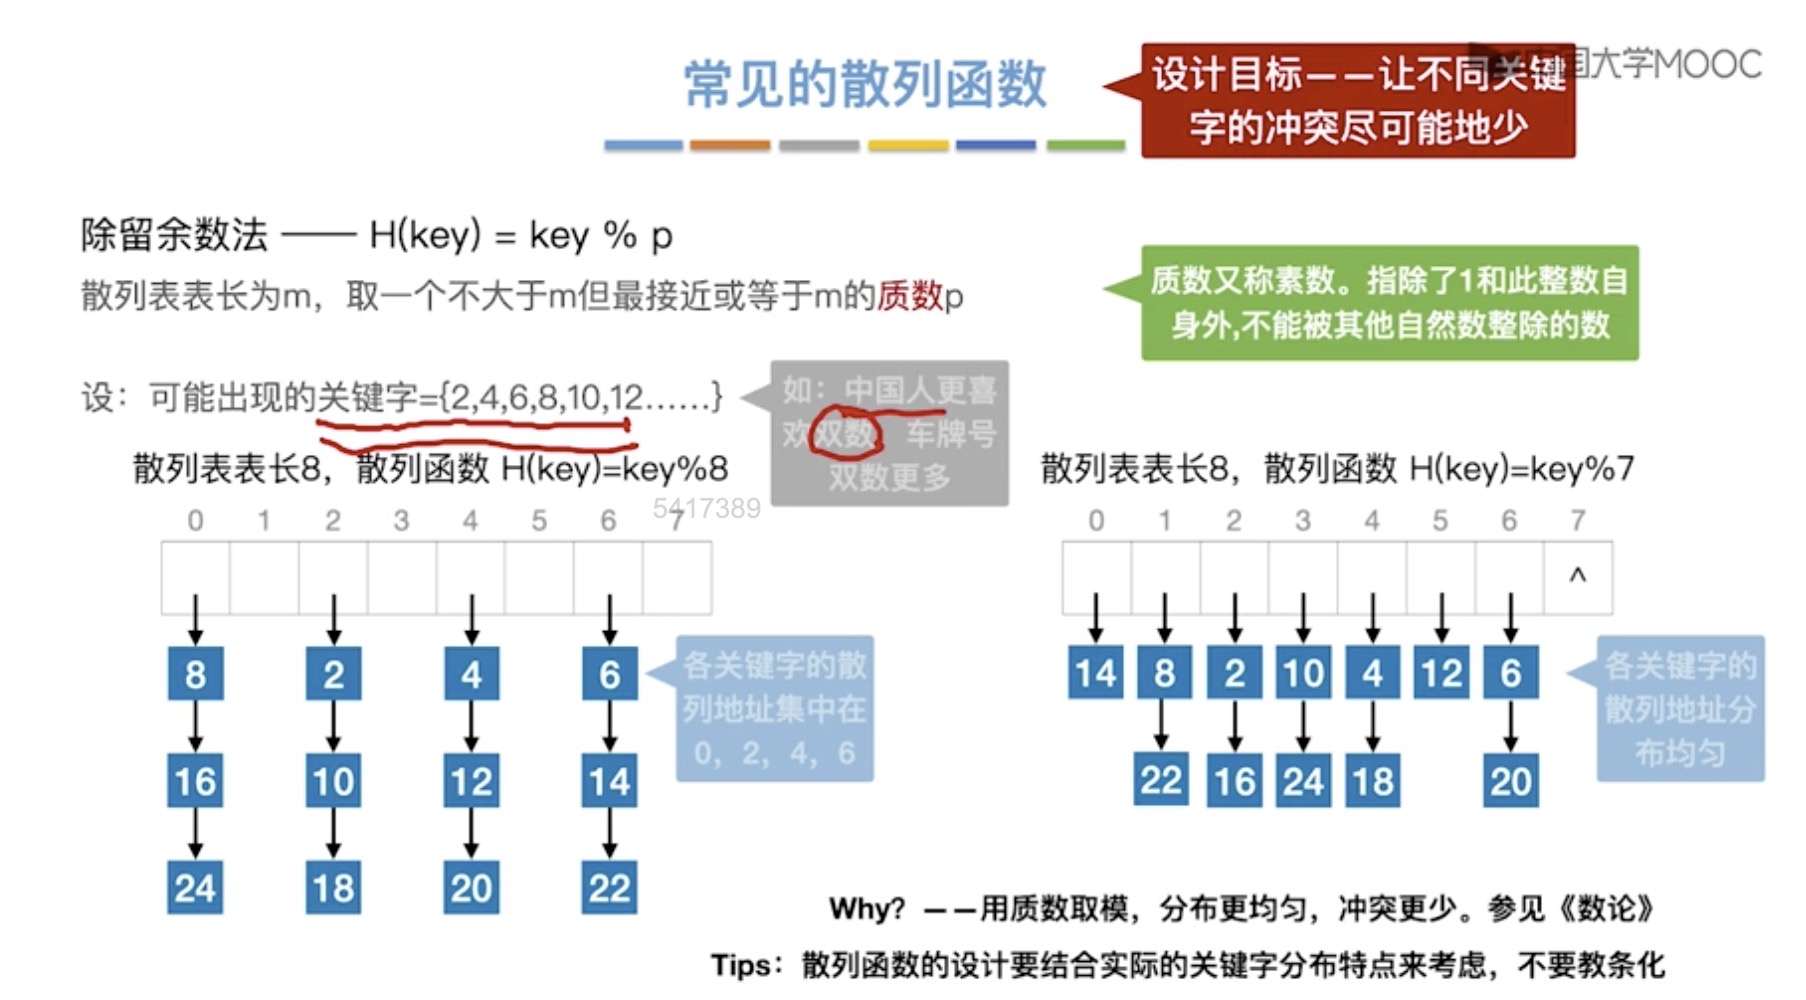 常见的散列函数
设计目标——让不同关键
字的冲突尽可能地少
中国大学MOOC
除留余数法 —— H(key) = key % p
散列表表长为m，取一个不大于m但最接近或等于m的质数p
质数又称素数。指除了1和此整数自
身外,不能被其他自然数整除的数
设：可能出现的关键字={2,4,6,8,10,12……}
如：中国人更喜
欢双数，车牌号
双数更多
散列表表长8，散列函数 H(key)=key%8
5417389
0 1 2 3 4 5 6 7
8 2 4 6
16 10 12 14
24 18 20 22
各关键字的散
列地址集中在
0，2，4，6
散列表表长8，散列函数 H(key)=key%7
0 1 2 3 4 5 6 7
^
14 8 2 10 4 12 6
22 16 24 18 20
各关键字的
散列地址分
布均匀
Why？——用质数取模，分布更均匀，冲突更少。参见《数论》
Tips：散列函数的设计要结合实际的关键字分布特点来考虑，不要教条化